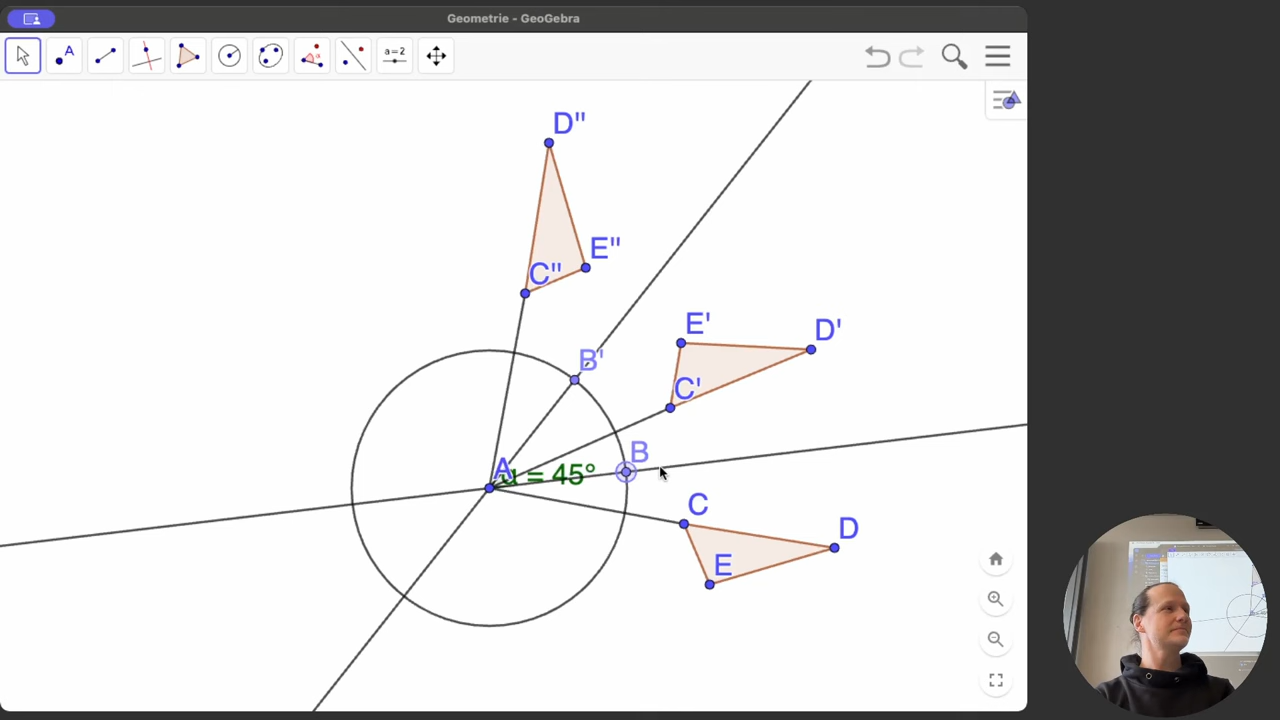 Geometrie - GeoGebra
A
a=2
D"
E"
C"
E'
D'
B'
C'
B
A
α = 45°
C
D
E